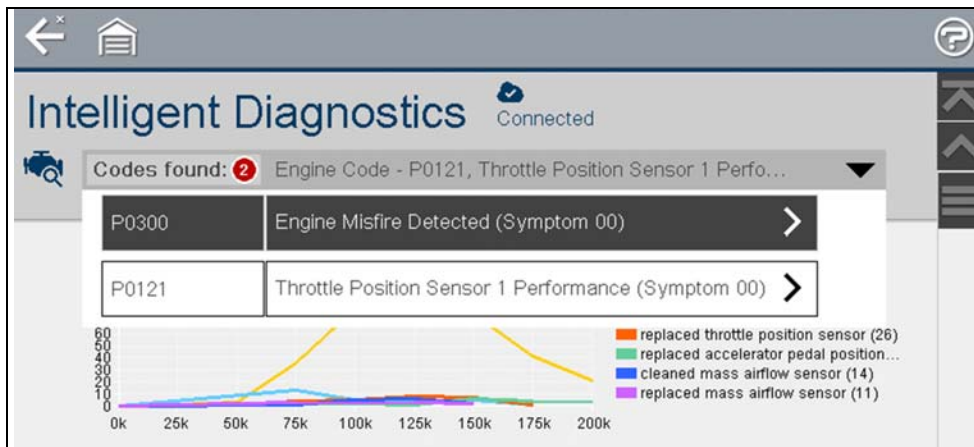 Intelligent Diagnostics
Connected
Codes found: 2 Engine Code - P0121, Throttle Position Sensor 1 Perfo...
P0300 Engine Misfire Detected (Symptom 00)
P0121 Throttle Position Sensor 1 Performance (Symptom 00)
60
50
40
30
20
10
0
replaced throttle position sensor (26)
replaced accelerator pedal position...
cleaned mass airflow sensor (14)
replaced mass airflow sensor (11)
0k 25k 50k 75k 100k 125k 150k 175k 200k